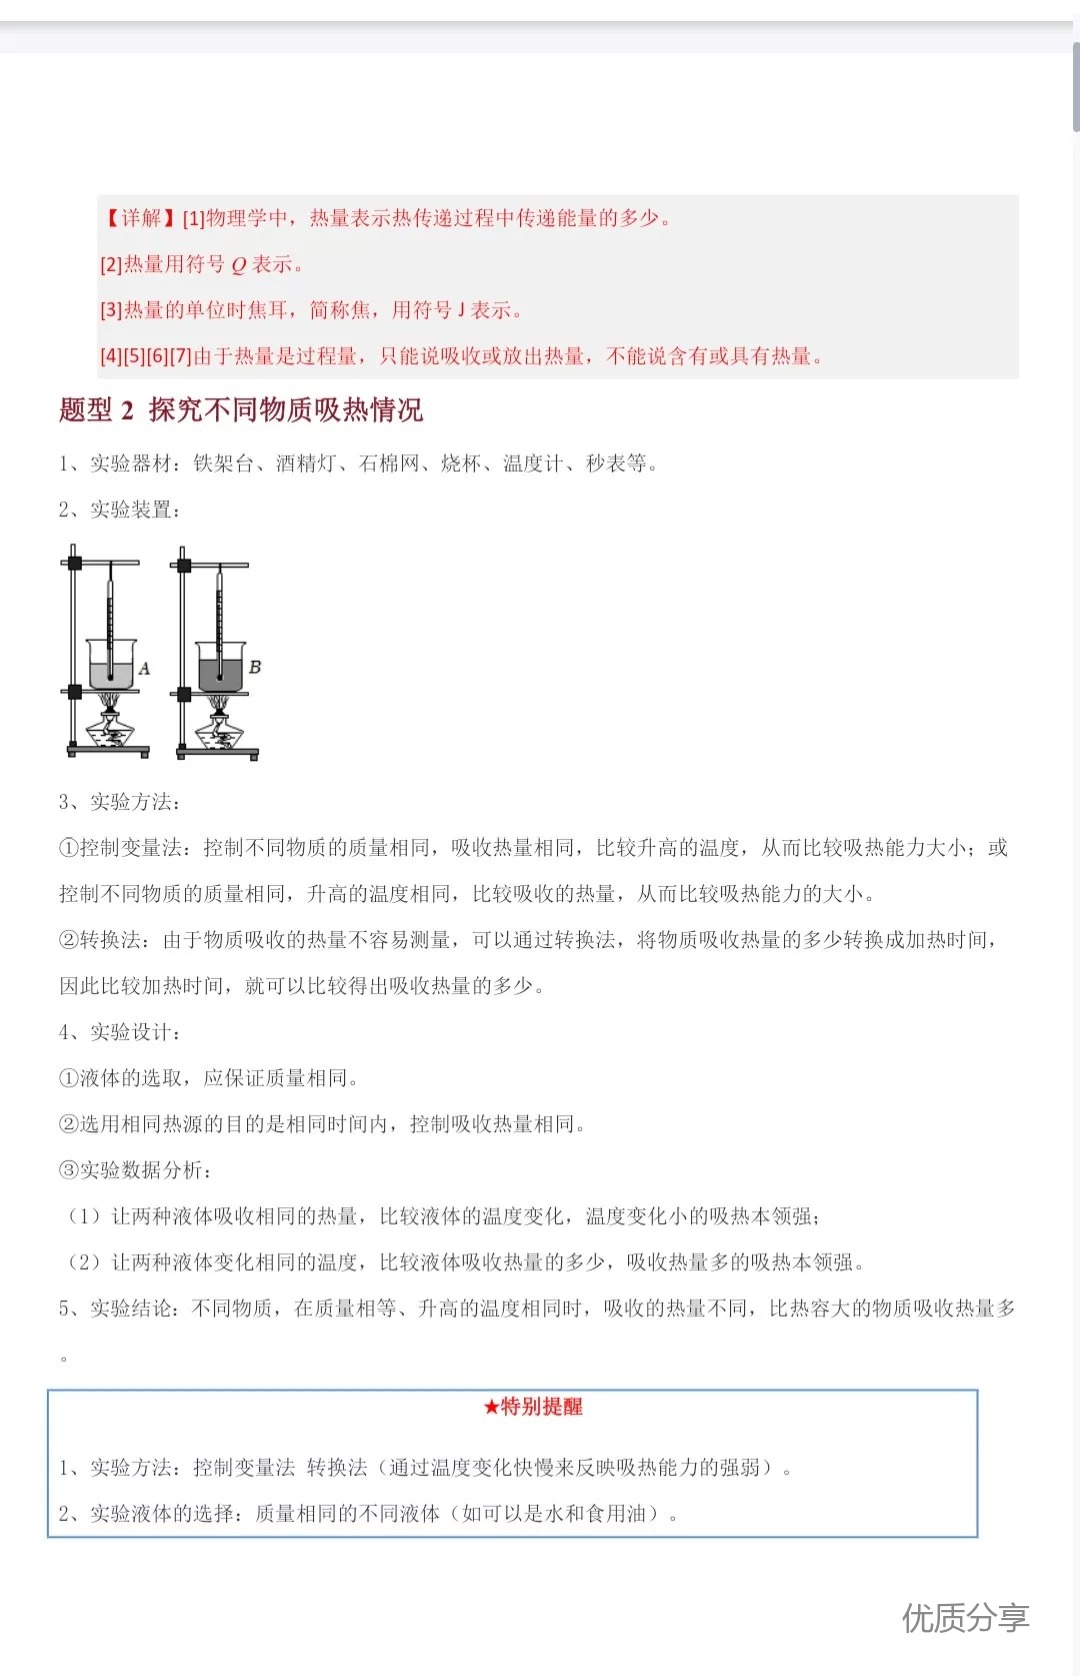 【详解】[1]物理学中，热量表示热传递过程中传递能量的多少。
[2]热量用符号 Q 表示。
[3]热量的单位时焦耳，简称焦，用符号 J 表示。
[4][5][6][7]由于热量是过程量，只能说吸收或放出热量，不能说含有或具有热量。
题型 2 探究不同物质吸热情况
1、实验器材：铁架台、酒精灯、石棉网、烧杯、温度计、秒表等。
2、实验装置：
A
B
3、实验方法：
①控制变量法：控制不同物质的质量相同，吸收热量相同，比较升高的温度，从而比较吸热能力大小；或
控制不同物质的质量相同，升高的温度相同，比较吸收的热量，从而比较吸热能力的大小。
②转换法：由于物质吸收的热量不容易测量，可以通过转换法，将物质吸收热量的多少转换成加热时间，
因此比较加热时间，就可以比较得出吸收热量的多少。
4、实验设计：
①液体的选取，应保证质量相同。
②选用相同热源的目的是相同时间内，控制吸收热量相同。
③实验数据分析：
（1）让两种液体吸收相同的热量，比较液体的温度变化，温度变化小的吸热本领强；
（2）让两种液体变化相同的温度，比较液体吸收热量的多少，吸收热量多的吸热本领强。
5、实验结论：不同物质，在质量相等、升高的温度相同时，吸收的热量不同，比热容大的物质吸收热量多
。
★特别提醒
1、实验方法：控制变量法 转换法（通过温度变化快慢来反映吸热能力的强弱）。
2、实验液体的选择：质量相同的不同液体（如可以是水和食用油）。
优质分享